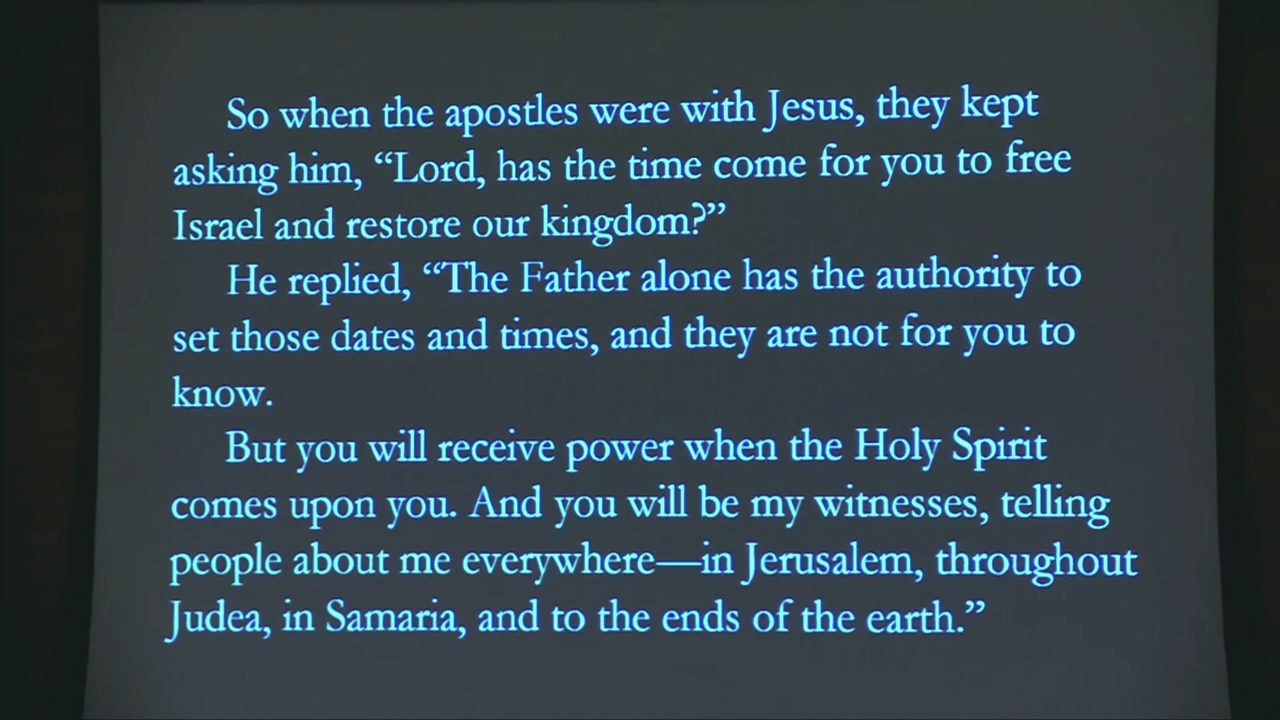 So when the apostles were with Jesus, they kept
asking him, “Lord, has the time come for you to free
Israel and restore our kingdom?”
He replied, “The Father alone has the authority to
set those dates and times, and they are not for you to
know.
But you will receive power when the Holy Spirit
comes upon you. And you will be my witnesses, telling
people about me everywhere—in Jerusalem, throughout
Judea, in Samaria, and to the ends of the earth.”